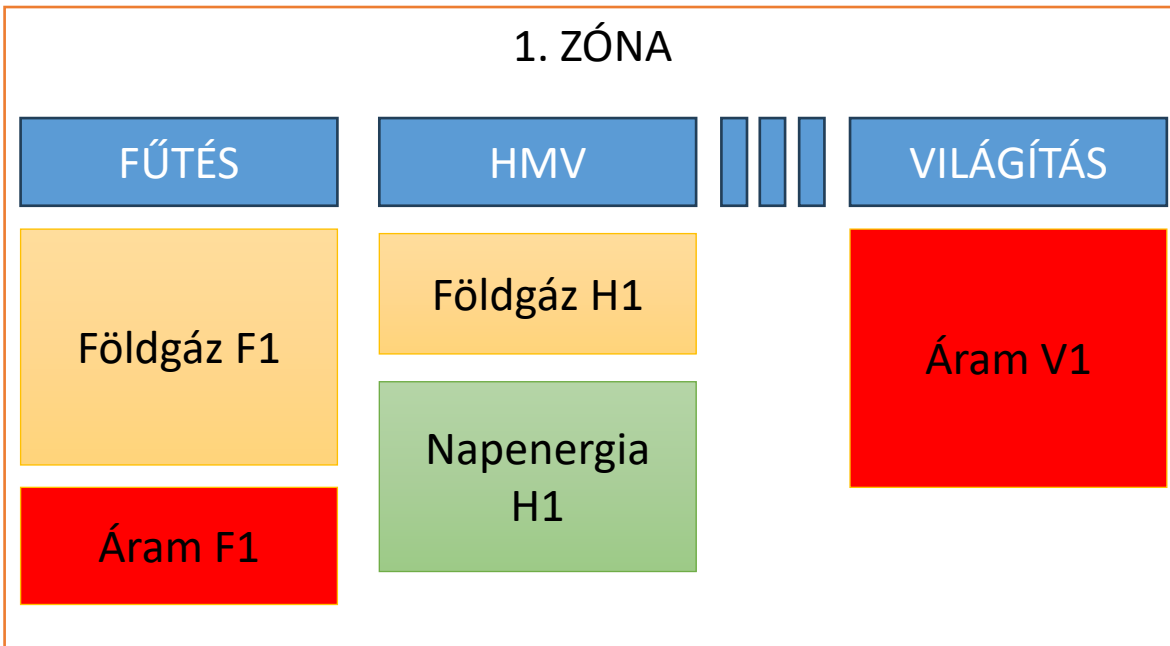 1. ZÓNA
FŰTÉS
HMV
VILÁGÍTÁS
Földgáz F1
Áram F1
Földgáz H1
Napenergia
H1
Áram V1